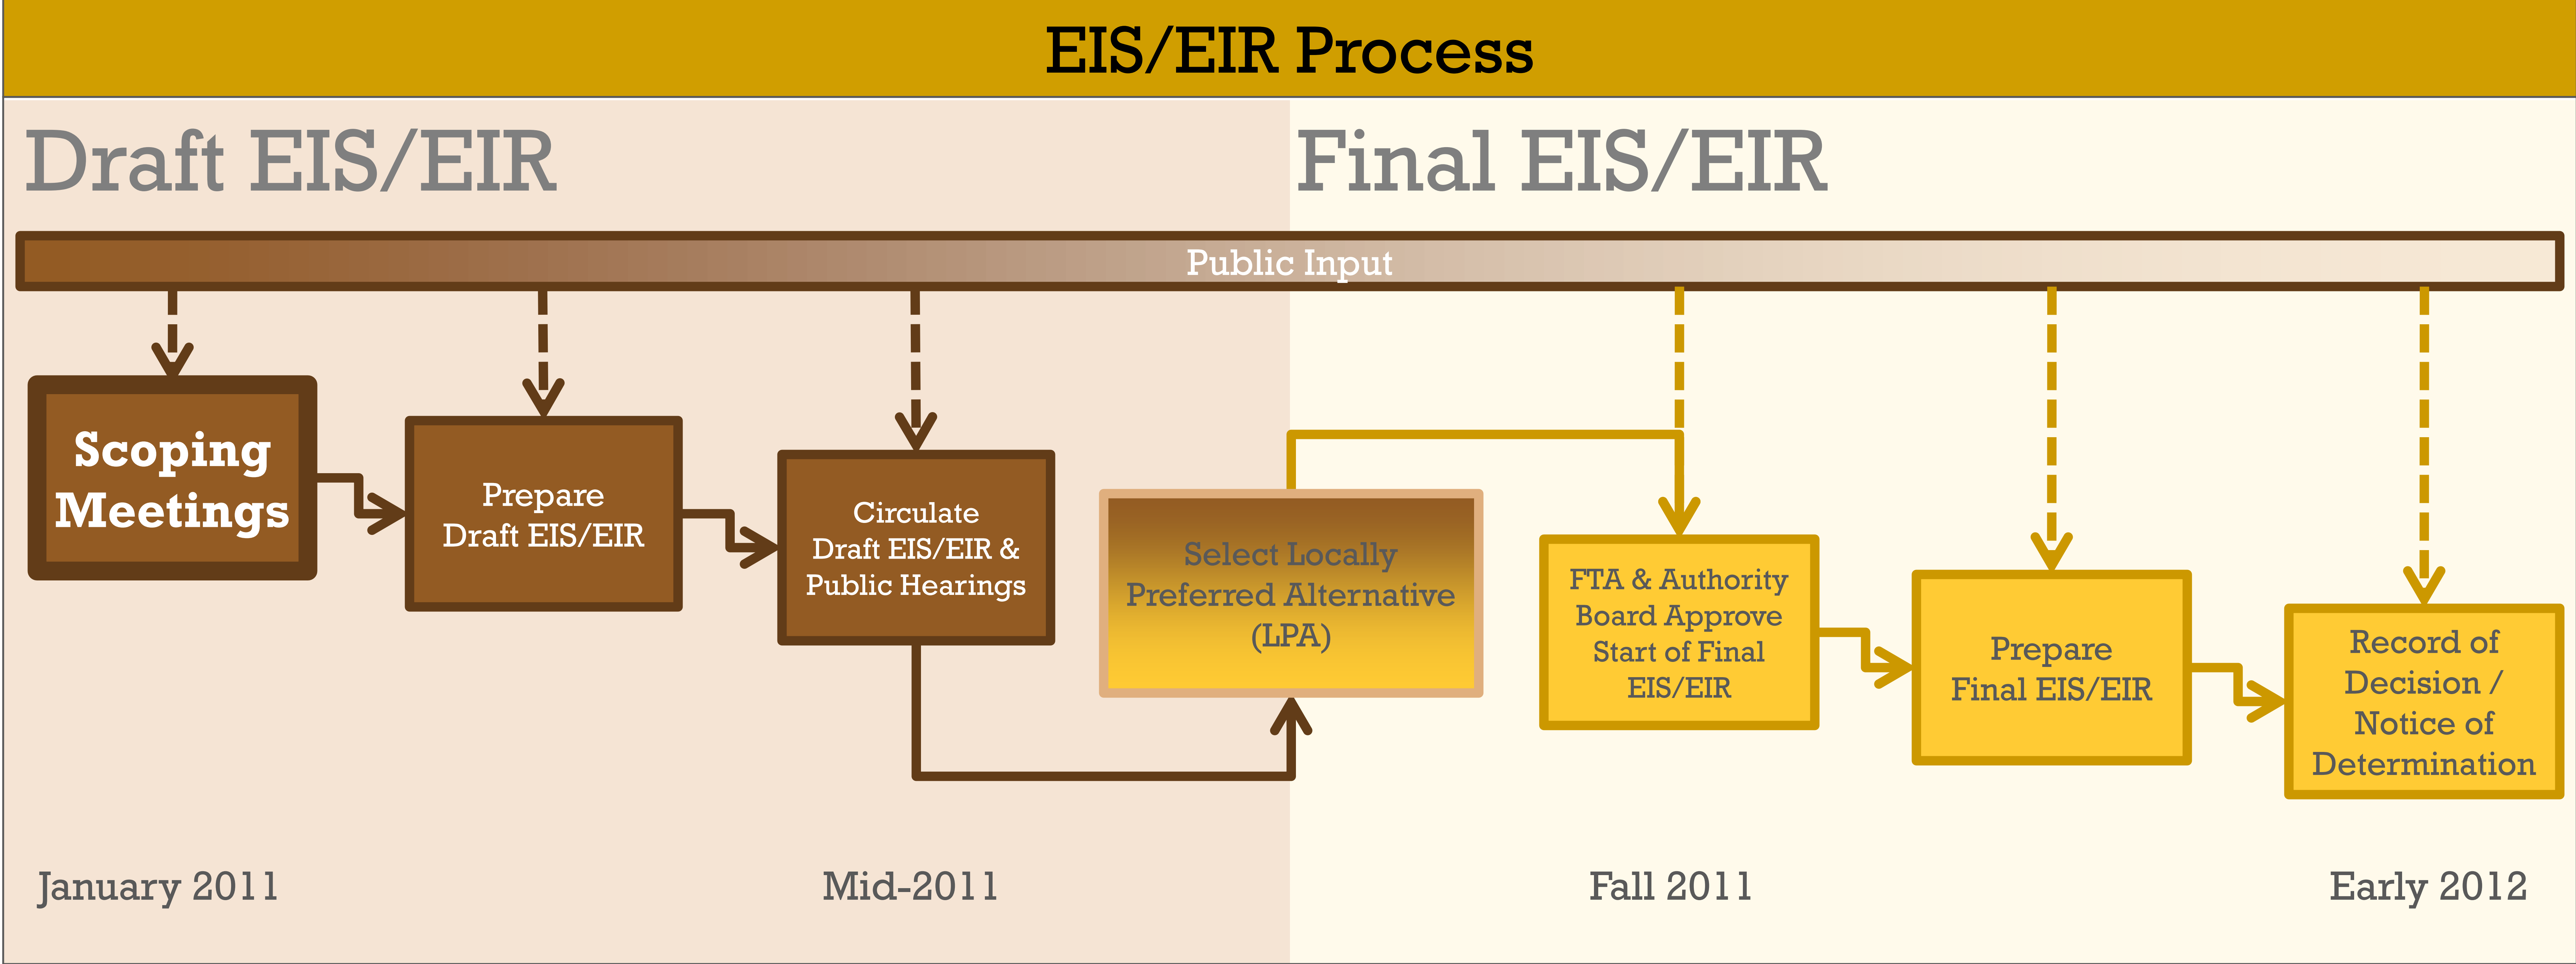 EIS/EIR Process
Draft EIS/EIR
Final EIS/EIR
Public Input
Scoping
Meetings
Prepare
Draft EIS/EIR
Circulate
Draft EIS/EIR &
Public Hearings
Select Locally
Preferred Alternative
(LPA)
FTA & Authority
Board Approve
Start of Final
EIS/EIR
Prepare
Final EIS/EIR
Record of
Decision /
Notice of
Determination
January 2011
Mid-2011
Fall 2011
Early 2012